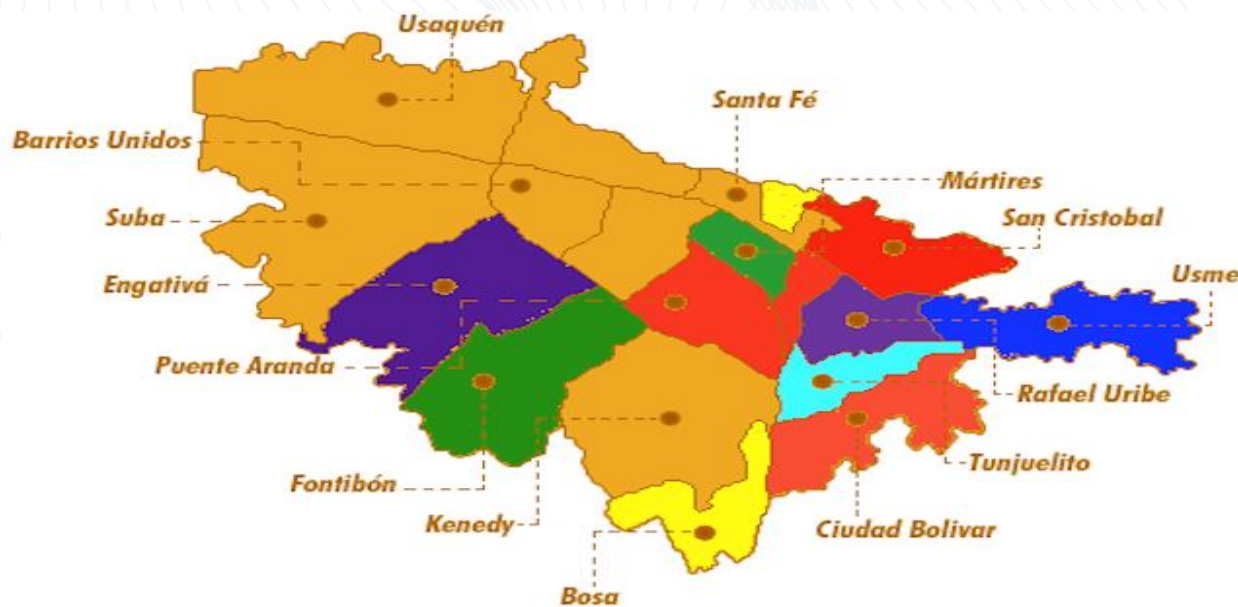 Usaquén
Santa Fé
Barrios Unidos
Mártires
Suba
San Cristobal
Engativá
Usme
Puente Aranda
Rafael Uribe
Tunjuelito
Fontibón
Kenedy
Ciudad Bolivar
Bosa